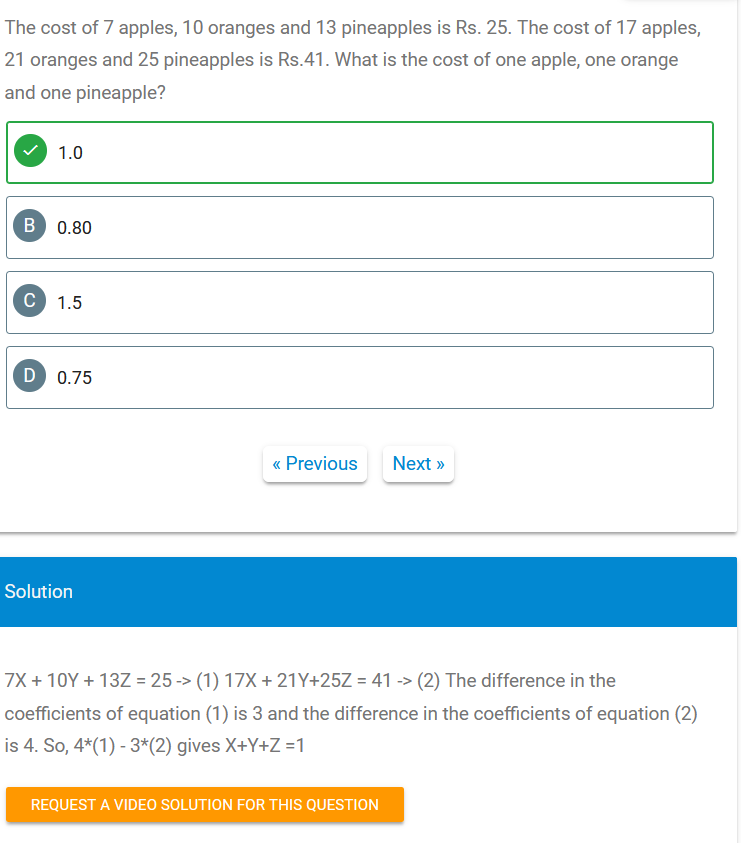 The cost of 7 apples, 10 oranges and 13 pineapples is Rs. 25. The cost of 17 apples,
21 oranges and 25 pineapples is Rs.41. What is the cost of one apple, one orange
and one pineapple?
1.0
B 0.80
C 1.5
D 0.75
« Previous Next »
Solution
7X + 10Y + 13Z = 25 -> (1) 17X + 21Y+25Z = 41 -> (2) The difference in the
coefficients of equation (1) is 3 and the difference in the coefficients of equation (2)
is 4. So, 4*(1) - 3*(2) gives X+Y+Z =1
REQUEST A VIDEO SOLUTION FOR THIS QUESTION